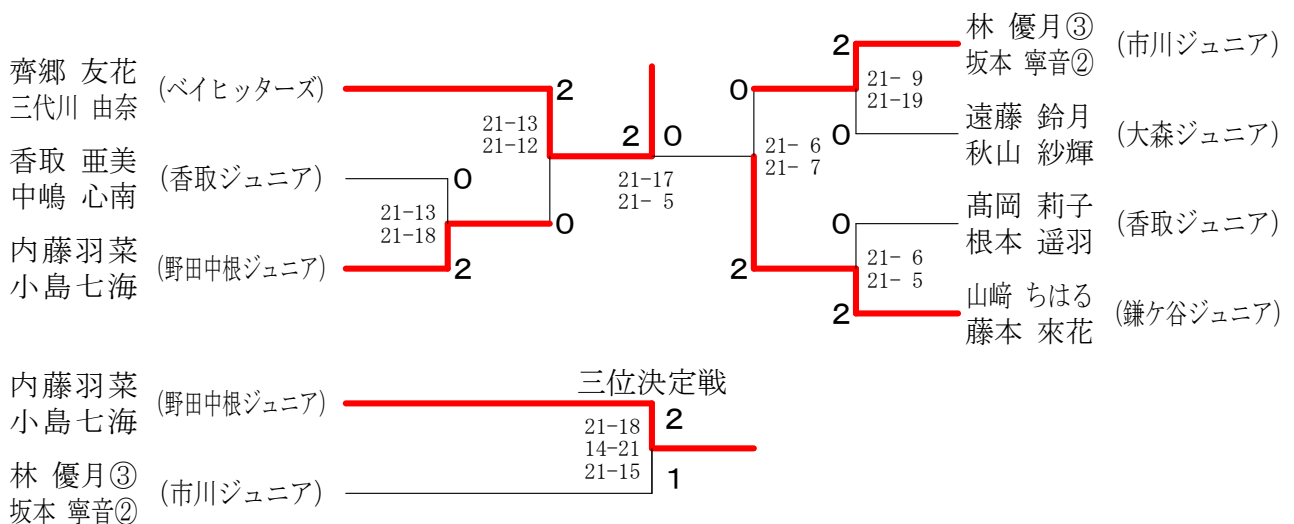 齊郷 友花
三代川 由奈
(ベイヒッターズ)
香取 亜美
中嶋 心南
(香取ジュニア)
内藤羽菜
小島七海
(野田中根ジュニア)
2
21-13
21-12
0
0
21-13
21-18
2
2
0
21-17
21- 5
0
21- 6
21- 7
2
2
21- 9
21-19
0
0
21- 6
21- 5
2
林 優月③
坂本 寧音②
(市川ジュニア)
遠藤 鈴月
秋山 紗輝
(大森ジュニア)
髙岡 莉子
根本 遥羽
(香取ジュニア)
山﨑 ちはる
藤本 來花
(鎌ケ谷ジュニア)
三位決定戦
内藤羽菜
小島七海
(野田中根ジュニア)
林 優月③
坂本 寧音②
(市川ジュニア)
2
21-18
14-21
21-15
1